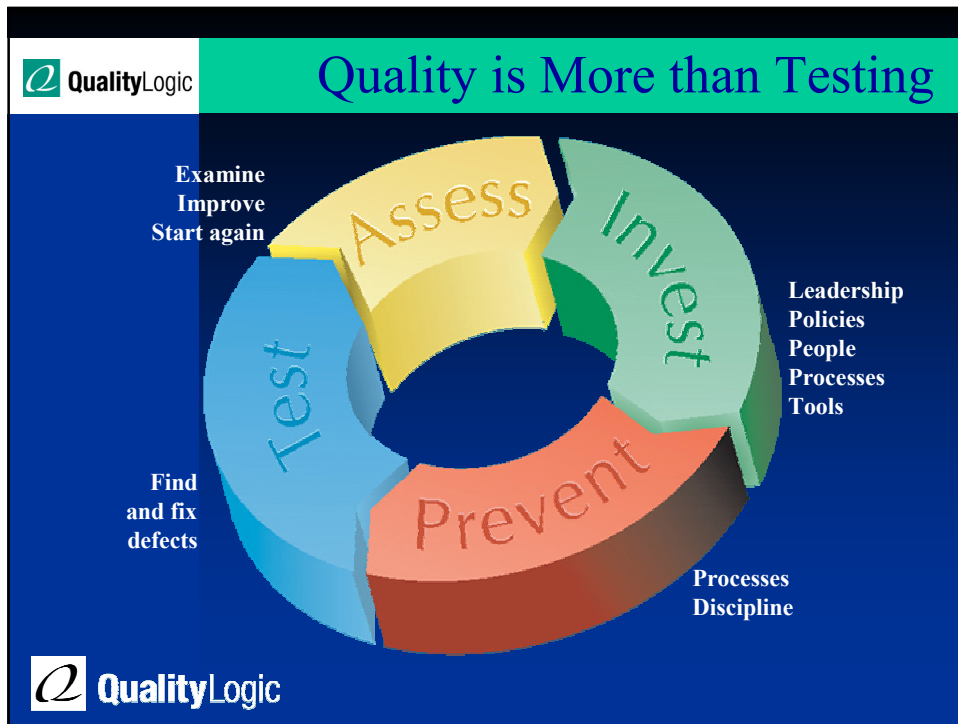 QualityLogic
Quality is More than Testing
Examine
Improve
Start again
Assess
Invest
Leadership
Policies
People
Processes
Tools
Test
Find
and fix
defects
Prevent
Processes
Discipline
QualityLogic